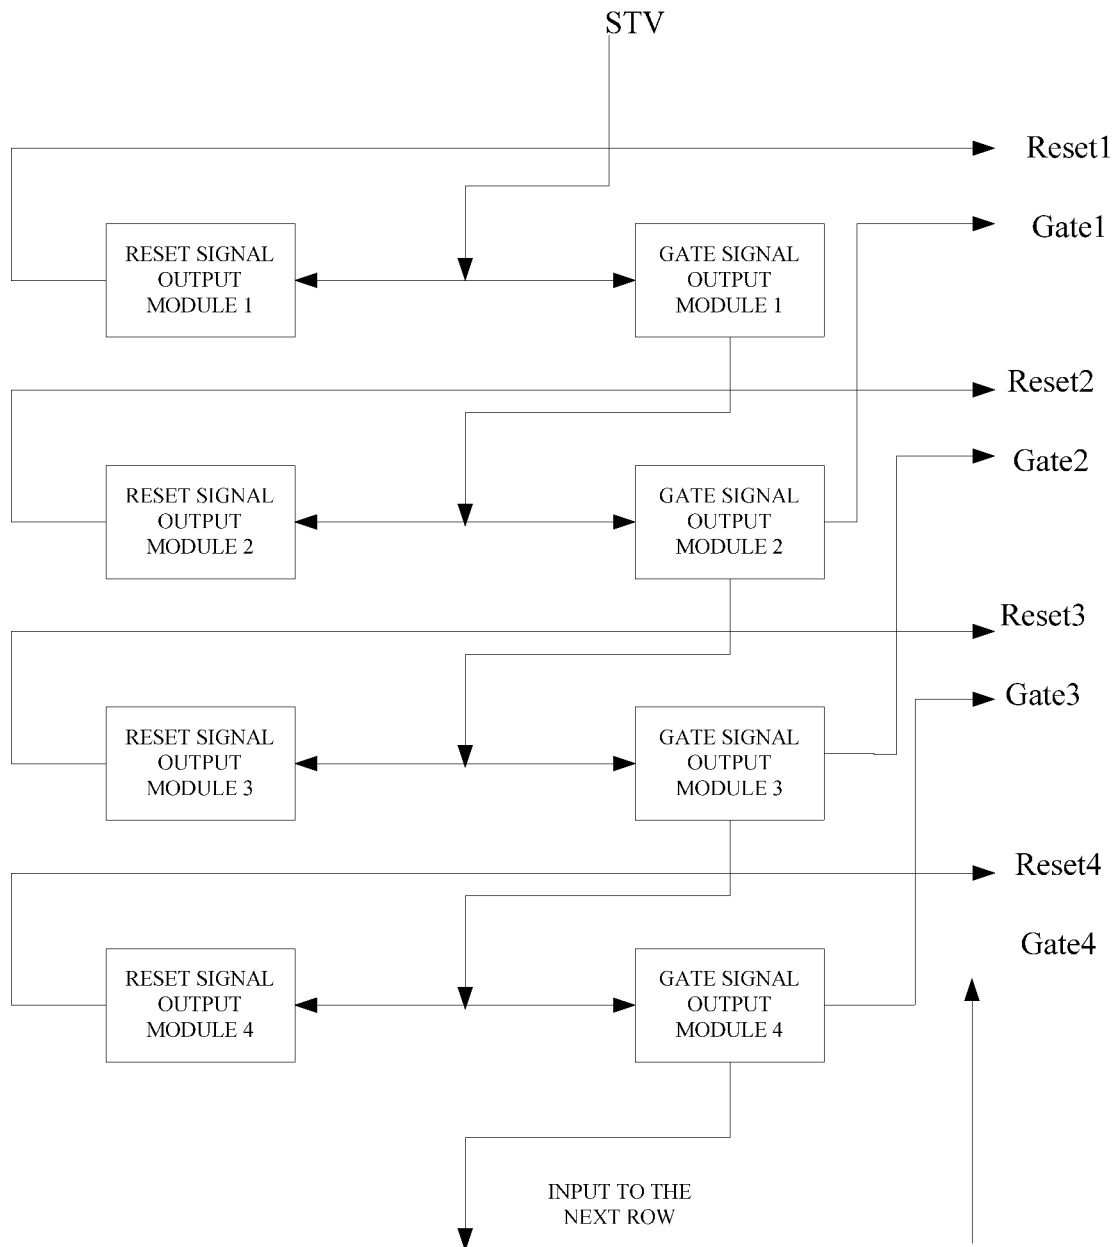 STV
Reset1
Gate1
RESET SIGNAL
OUTPUT
MODULE 1
GATE SIGNAL
OUTPUT
MODULE 1
Reset2
Gate2
RESET SIGNAL
OUTPUT
MODULE 2
GATE SIGNAL
OUTPUT
MODULE 2
Reset3
Gate3
RESET SIGNAL
OUTPUT
MODULE 3
GATE SIGNAL
OUTPUT
MODULE 3
Reset4
Gate4
RESET SIGNAL
OUTPUT
MODULE 4
GATE SIGNAL
OUTPUT
MODULE 4
INPUT TO THE
NEXT ROW